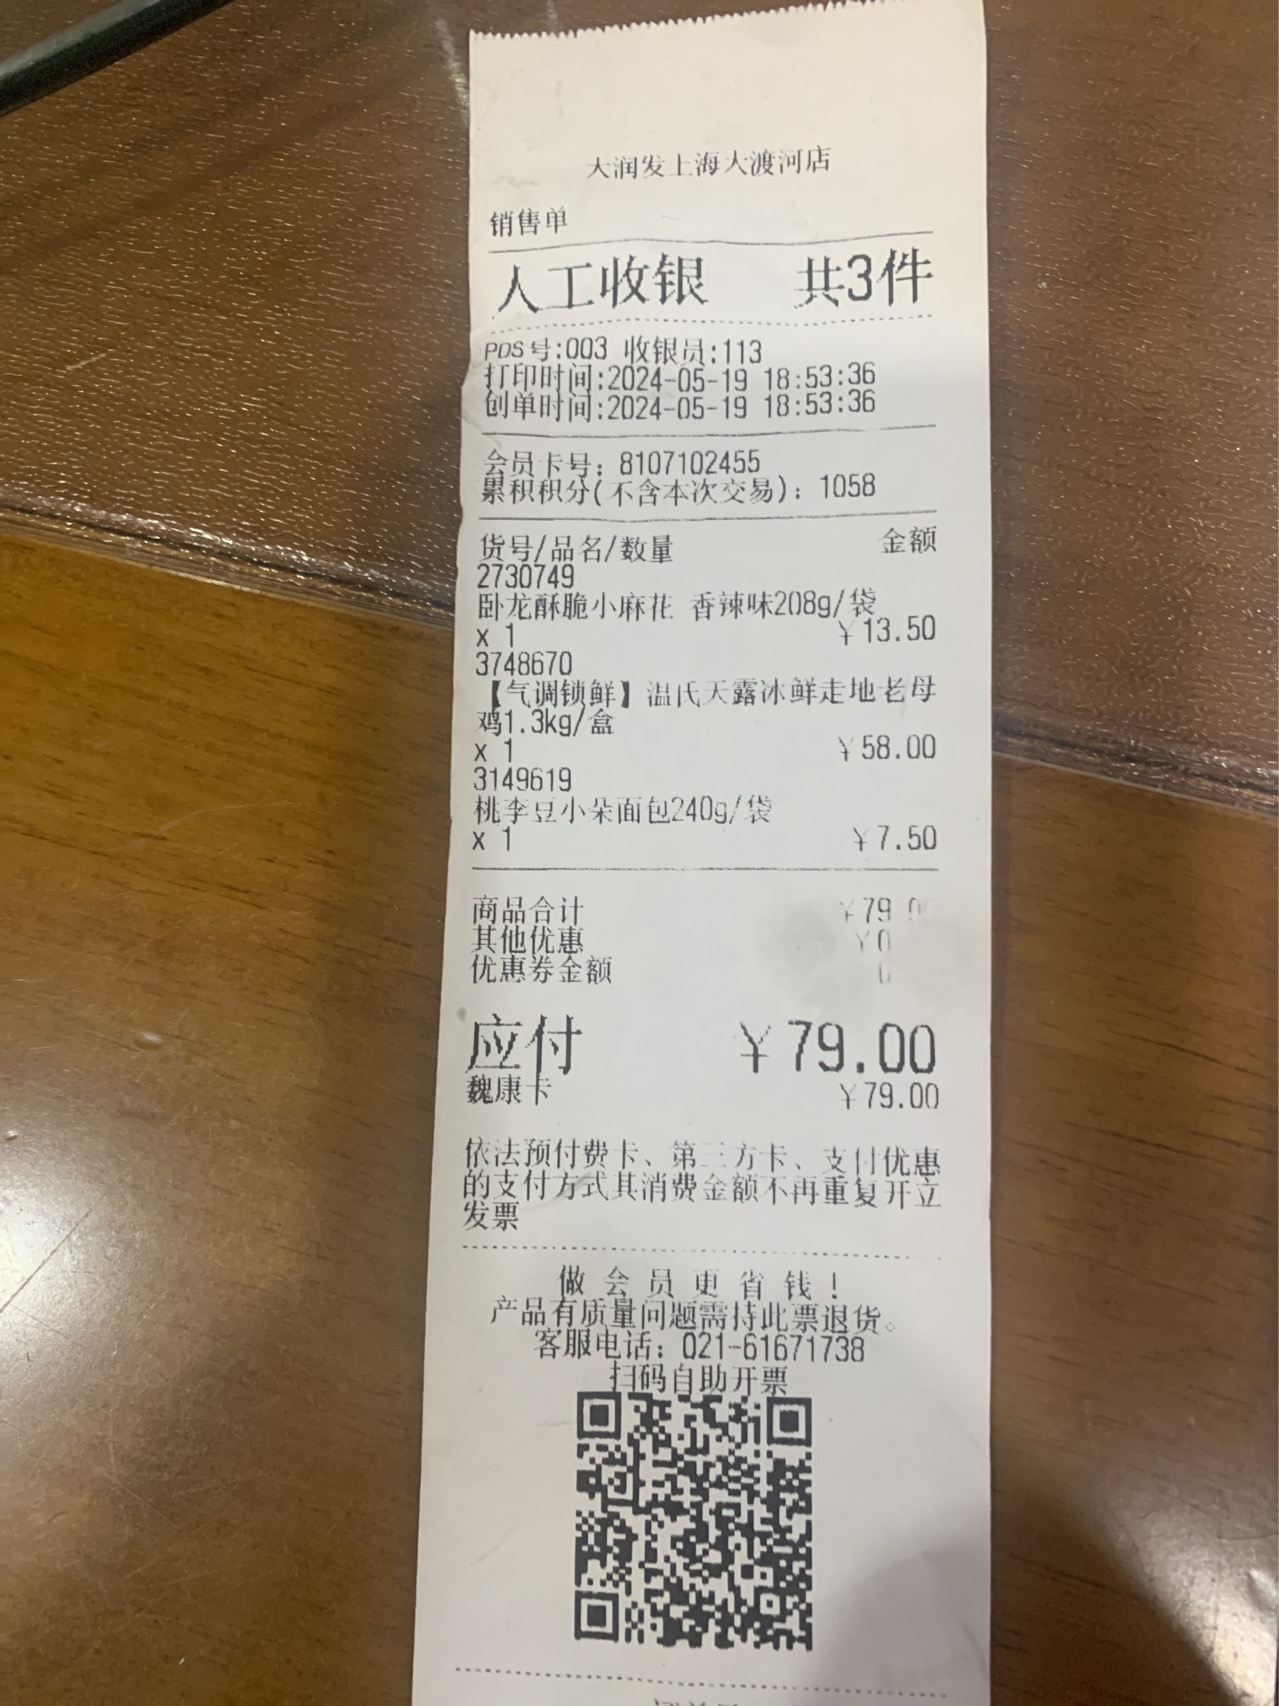 大润发上海大渡河店
销售单
人工收银 共3件
POS号:003 收银员:113
打印时间:2024-05-19 18:53:36
创单时间:2024-05-19 18:53:36
会员卡号: 8107102455
累积积分(不含本次交易): 1058
货号/品名/数量 金额
2730749
卧龙酥脆小麻花 香辣味208g/袋
x 1 ¥13.50
3748670
【气调锁鲜】温氏天露冰鲜走地老母
鸡1.3kg/盒
x 1 ¥58.00
3149619
桃李豆小朵面包240g/袋
x 1 ¥7.50
商品合计 ¥79.00
其他优惠 ¥0
优惠券金额 0
应付 ¥79.00
魏康卡 ¥79.00
依法预付费卡、第三方卡、支付优惠
的支付方式其消费金额不再重复开立
发票
做会员更省钱!
产品有质量问题需持此票退货。
客服电话: 021-61671738
扫码自助开票